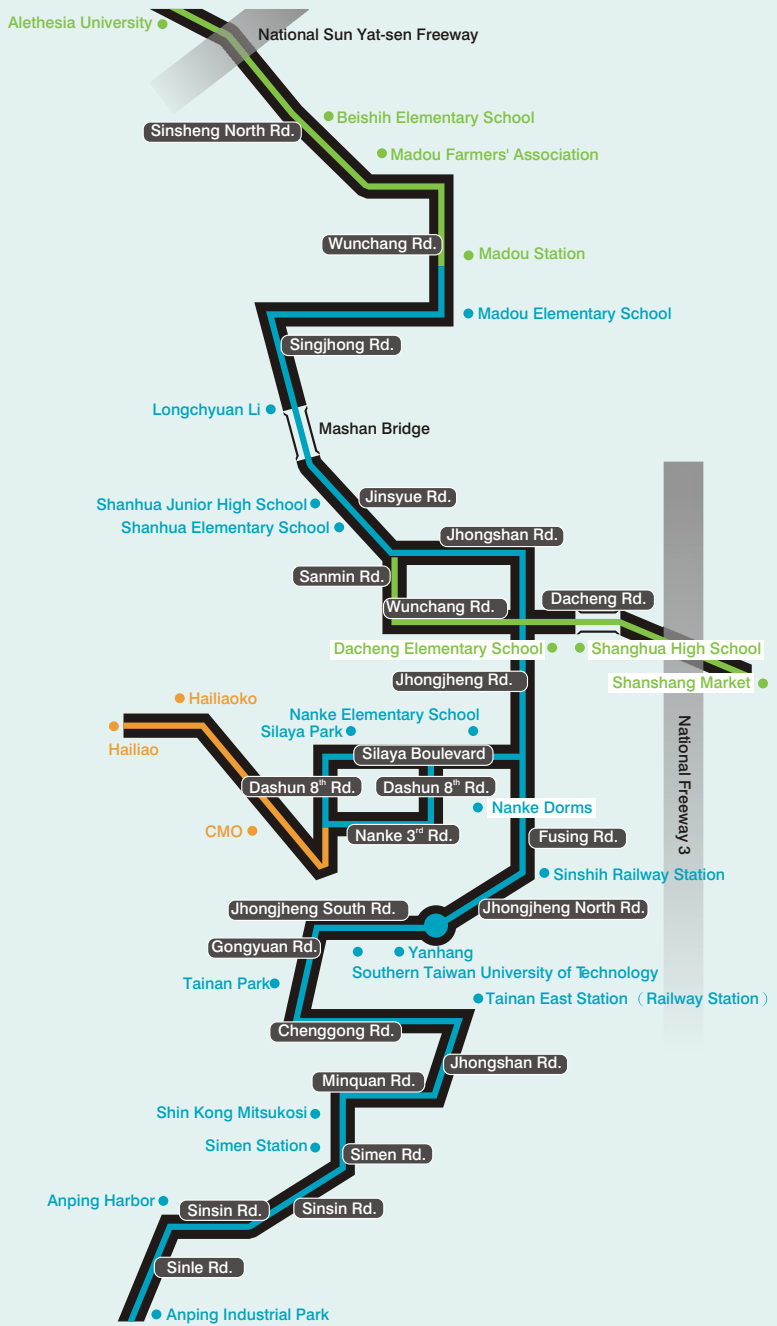 Alethesia University
National Sun Yat-sen Freeway
Beishih Elementary School
Sinsheng North Rd.
Madou Farmers' Association
Wunchang Rd.
Madou Station
Madou Elementary School
Singjhong Rd.
Longchyuan Li
Mashan Bridge
Jinsyue Rd.
Shanhua Junior High School
Shanhua Elementary School
Jhongshan Rd.
Sanmin Rd.
Wunchang Rd.
Dacheng Rd.
Dacheng Elementary School
Shanghua High School
Jhongjheng Rd.
Shanshang Market
Hailiaoko
Nanke Elementary School
Silaya Park
Hailiao
Silaya Boulevard
National Freeway 3
Dashun 8th Rd.
Dashun 8th Rd.
Nanke Dorms
CMO
Nanke 3rd Rd.
Fusing Rd.
Sinshih Railway Station
Jhongjheng South Rd.
Jhongjheng North Rd.
Gongyuan Rd.
Yanhang
Southern Taiwan University of Technology
Tainan Park
Tainan East Station（Railway Station）
Chenggong Rd.
Jhongshan Rd.
Minquan Rd.
Shin Kong Mitsukosi
Simen Station
Simen Rd.
Anping Harbor
Sinsin Rd.
Sinsin Rd.
Sinle Rd.
Anping Industrial Park